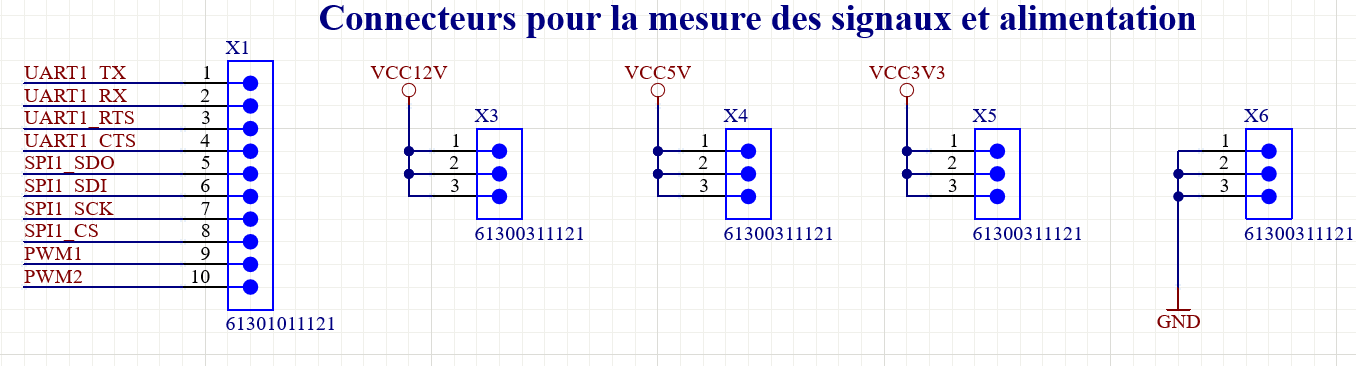 Connecteurs pour la mesure des signaux et alimentation
X1
UART1_TX 1
UART1_RX 2
UART1_RTS 3
UART1_CTS 4
SPI1_SDO 5
SPI1_SDI 6
SPI1_SCK 7
SPI1_CS 8
PWM1 9
PWM2 10
61301011121
VCC12V
X3
1
2
3
61300311121
VCC5V
X4
1
2
3
61300311121
VCC3V3
X5
1
2
3
61300311121
X6
1
2
3
61300311121
GND